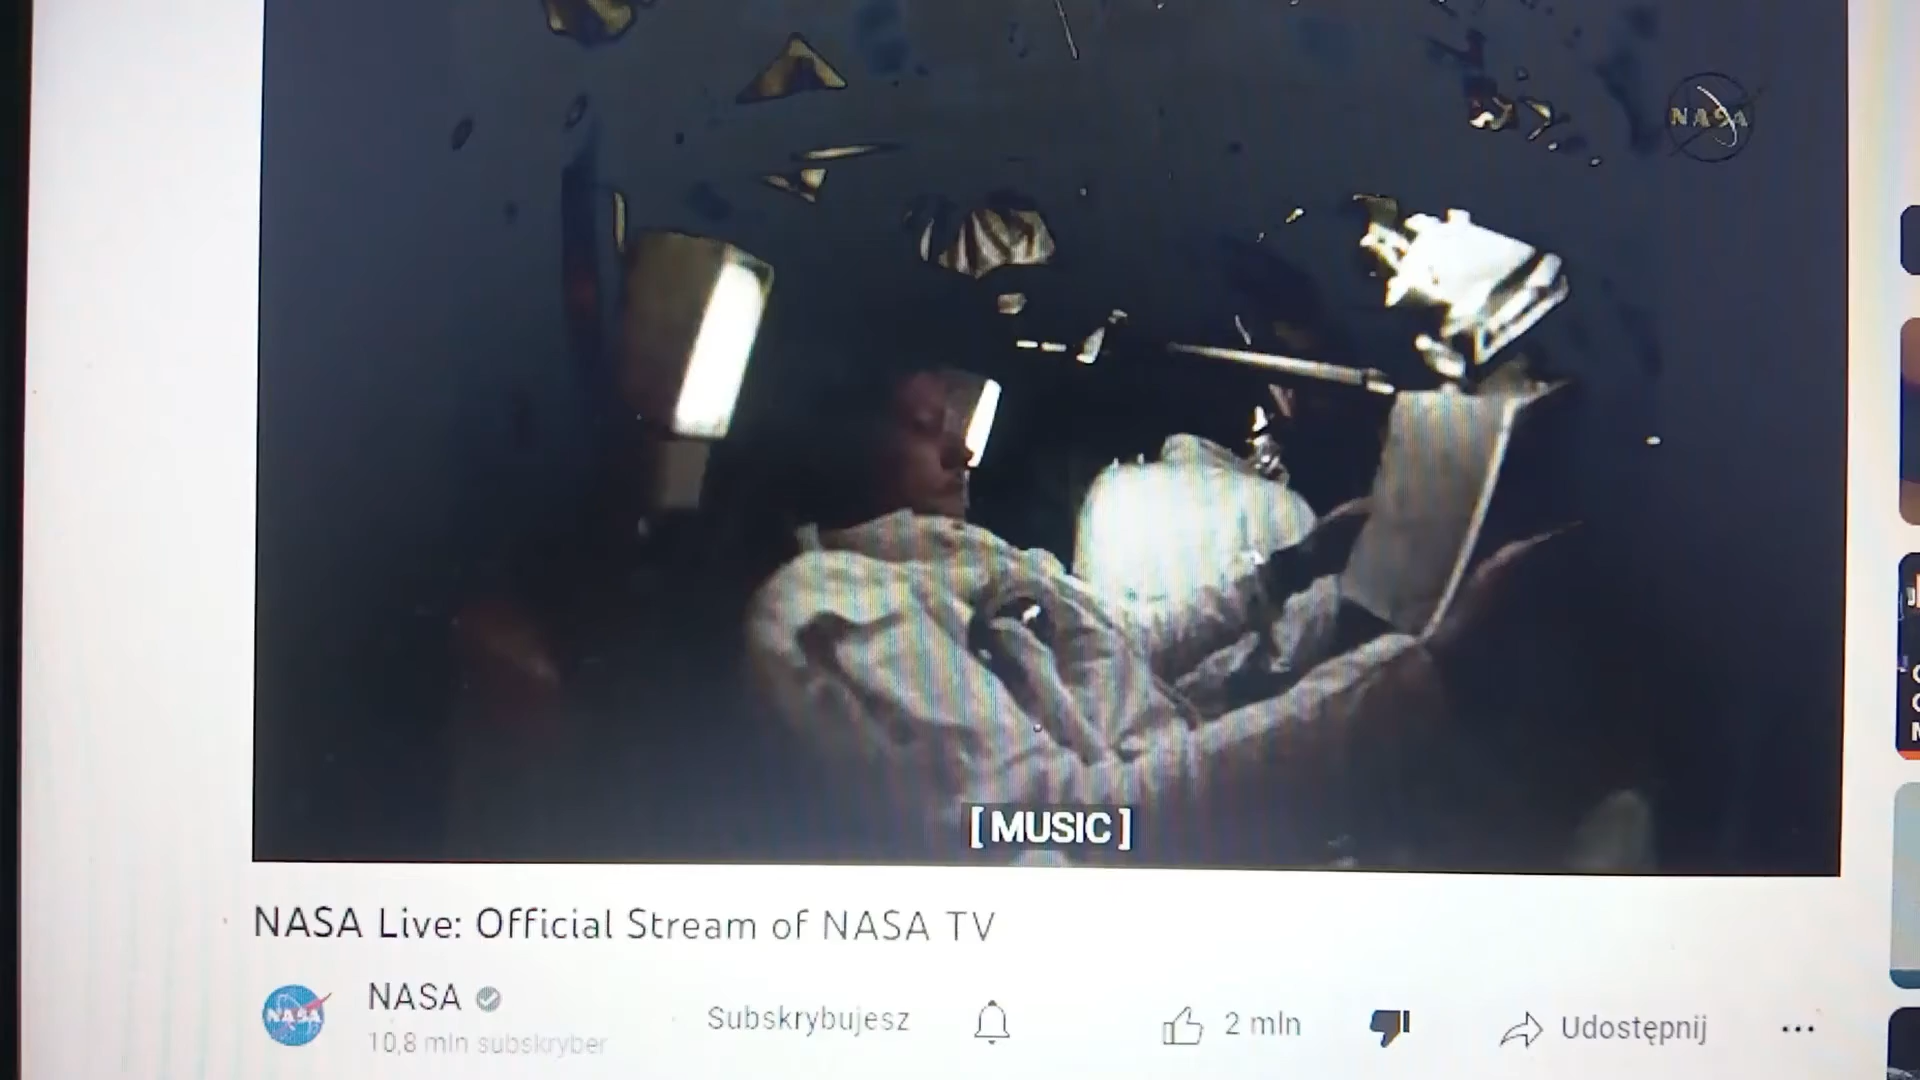 NASA
[ MUSIC ]
NASA Live: Official Stream of NASA TV
NASA
NASA
10,8 mln subskryber
Subskrybujesz
2 mln
Udostępnij